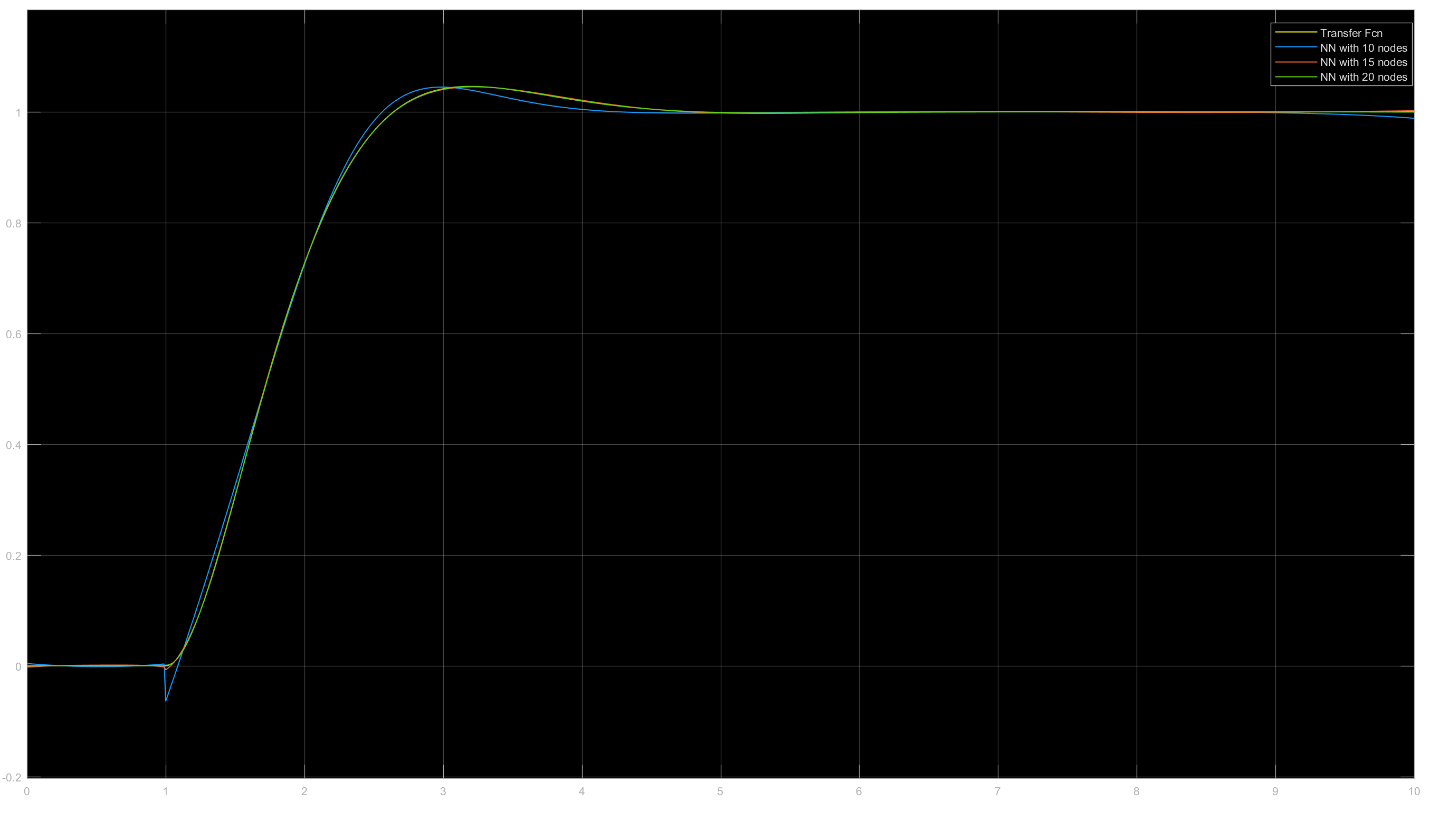 Transfer Fcn
NN with 10 nodes
NN with 15 nodes
NN with 20 nodes
1
0.8
0.6
0.4
0.2
0
-0.2
0 1 2 3 4 5 6 7 8 9 10